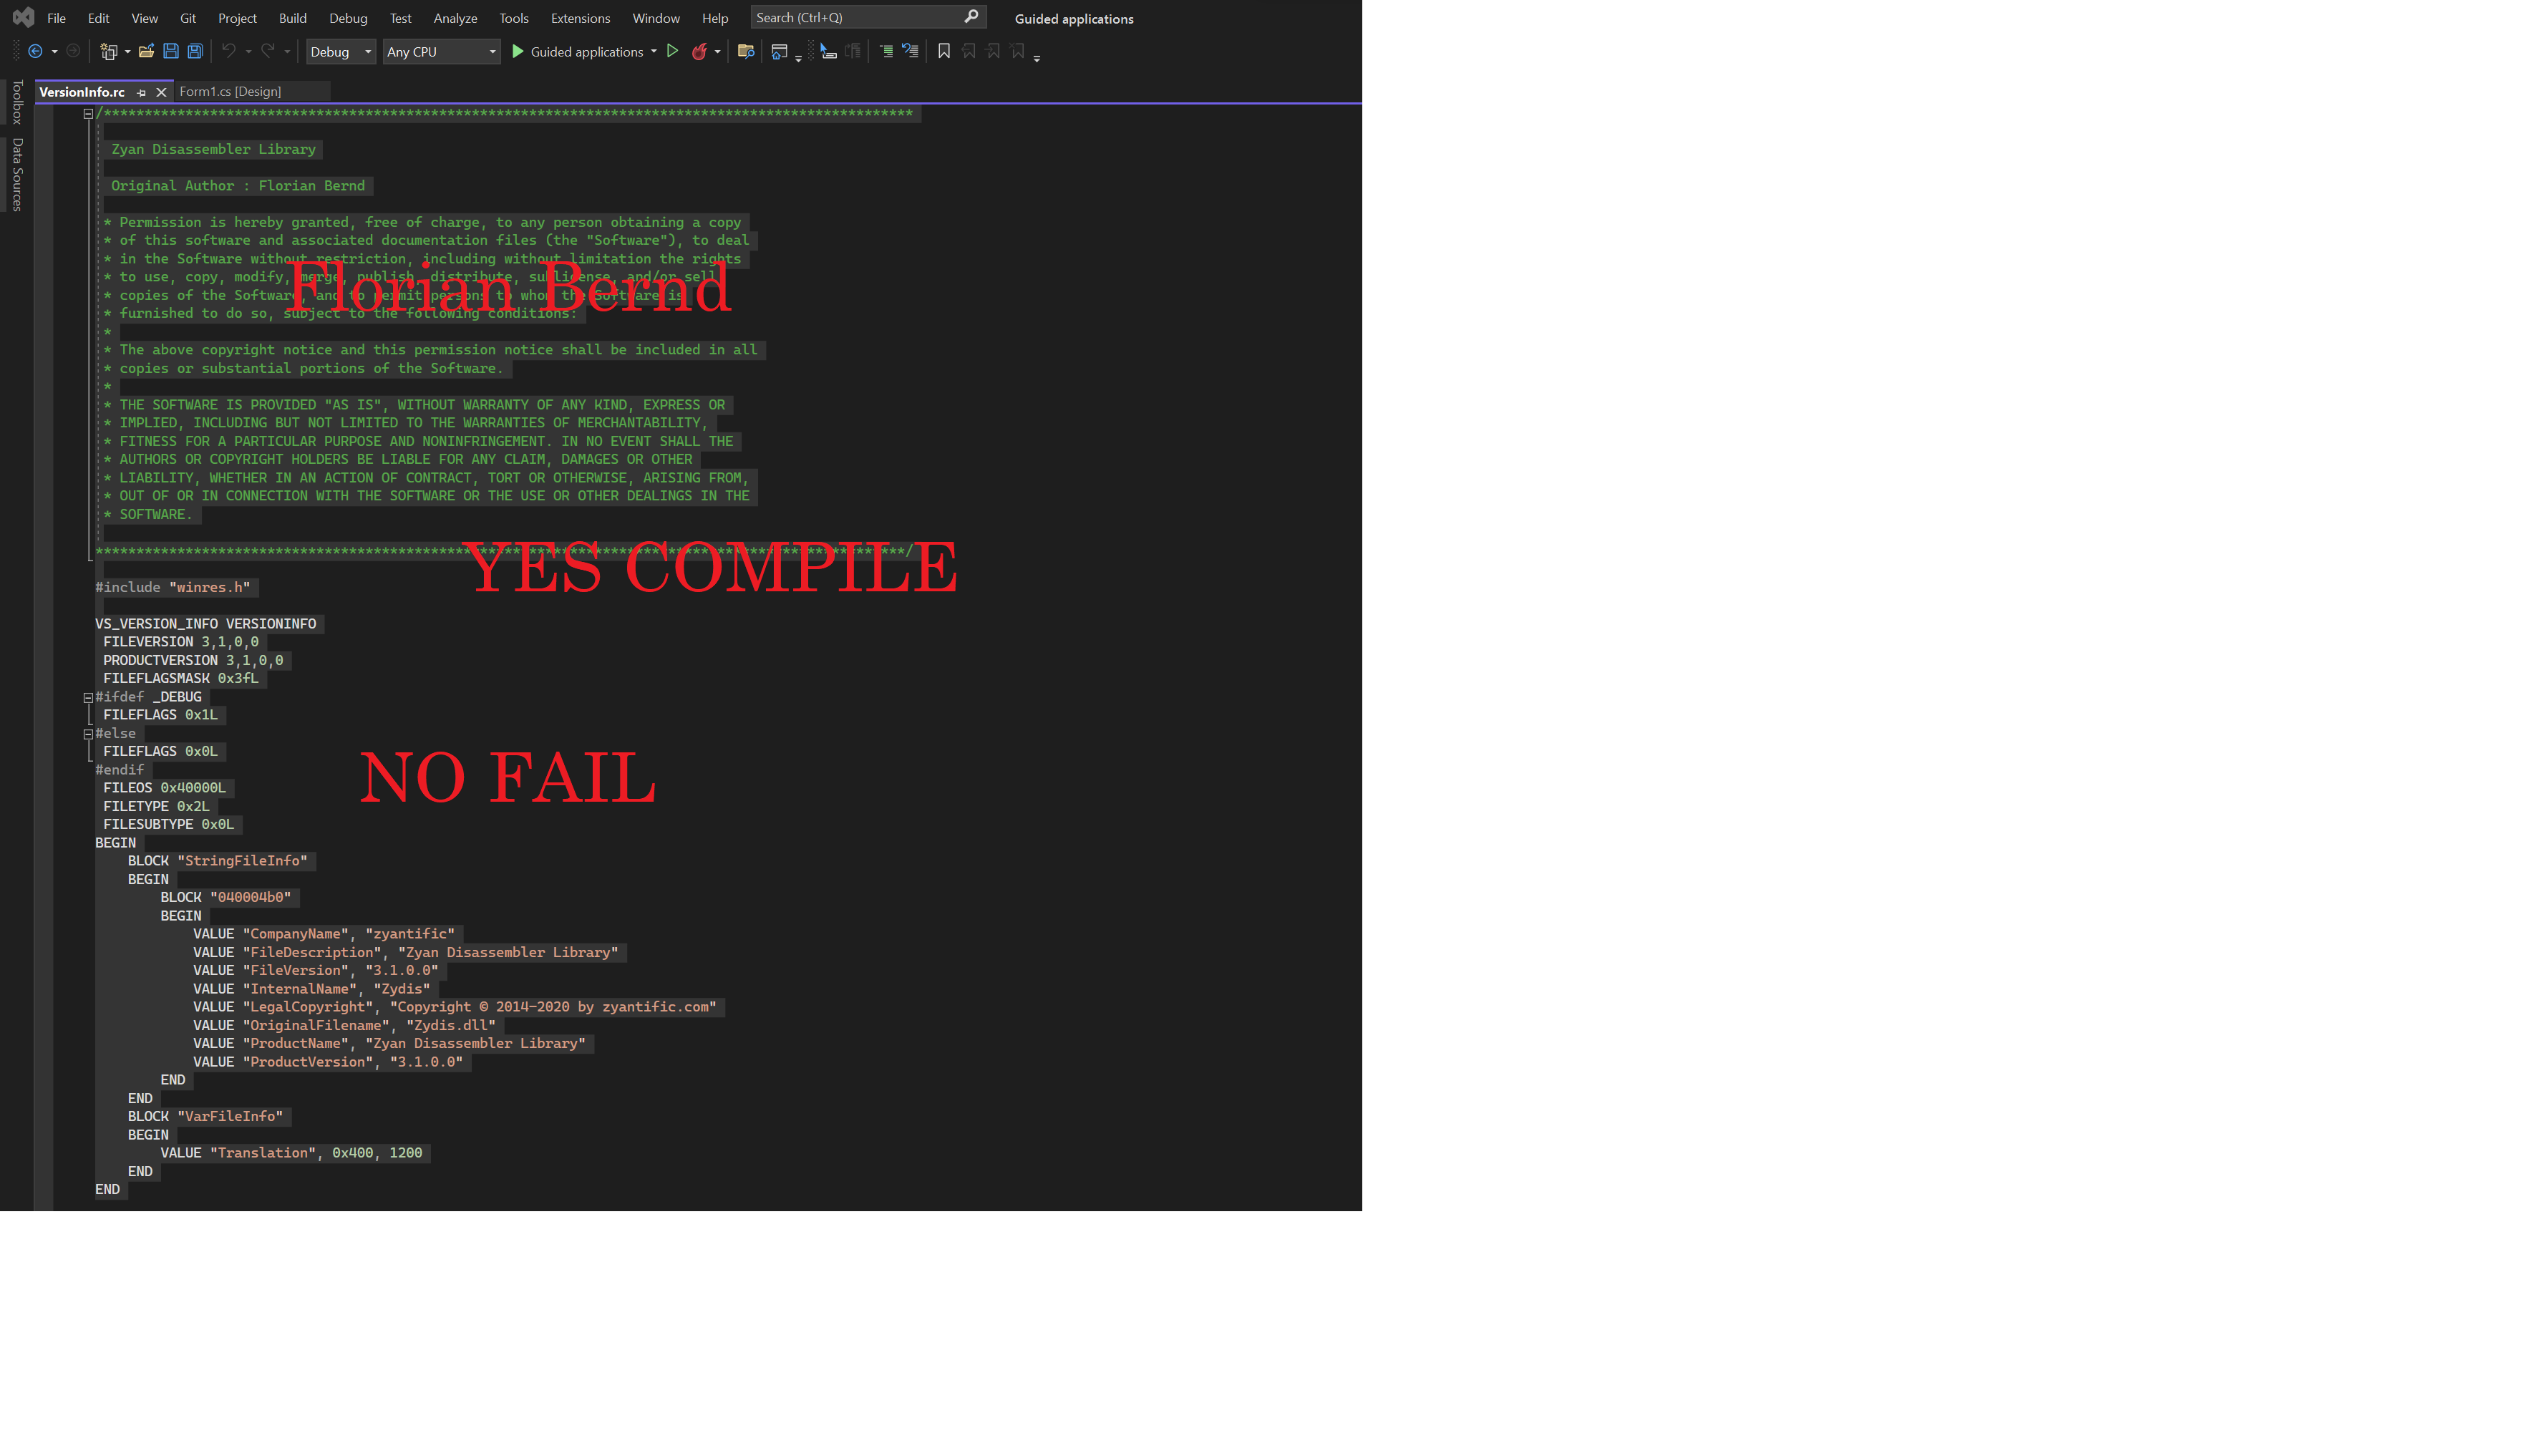 File Edit View Git Project Build Debug Test Analyze Tools Extensions Window Help Search (Ctrl+Q) Guided applications
Debug Any CPU Guided applications
Toolbox
Data Sources
VersionInfo.rc Form1.cs [Design]
/***************************************************************************************************
Zyan Disassembler Library
Original Author : Florian Bernd
* Permission is hereby granted, free of charge, to any person obtaining a copy
* of this software and associated documentation files (the "Software"), to deal
* in the Software without restriction, including without limitation the rights
* to use, copy, modify, merge, publish, distribute, sublicense, and/or sell
* copies of the Software, and to permit persons to whom the Software is
* furnished to do so, subject to the following conditions:
*
* The above copyright notice and this permission notice shall be included in all
* copies or substantial portions of the Software.
*
* THE SOFTWARE IS PROVIDED "AS IS", WITHOUT WARRANTY OF ANY KIND, EXPRESS OR
* IMPLIED, INCLUDING BUT NOT LIMITED TO THE WARRANTIES OF MERCHANTABILITY,
* FITNESS FOR A PARTICULAR PURPOSE AND NONINFRINGEMENT. IN NO EVENT SHALL THE
* AUTHORS OR COPYRIGHT HOLDERS BE LIABLE FOR ANY CLAIM, DAMAGES OR OTHER
* LIABILITY, WHETHER IN AN ACTION OF CONTRACT, TORT OR OTHERWISE, ARISING FROM,
* OUT OF OR IN CONNECTION WITH THE SOFTWARE OR THE USE OR OTHER DEALINGS IN THE
* SOFTWARE.
***************************************************************************************************/
Florian Bernd
YES COMPILE
#include "winres.h"
VS_VERSION_INFO VERSIONINFO
FILEVERSION 3,1,0,0
PRODUCTVERSION 3,1,0,0
FILEFLAGSMASK 0x3fL
#ifdef _DEBUG
FILEFLAGS 0x1L
#else
FILEFLAGS 0x0L
#endif
NO FAIL
FILEOS 0x40000L
FILETYPE 0x2L
FILESUBTYPE 0x0L
BEGIN
BLOCK "StringFileInfo"
BEGIN
BLOCK "040004b0"
BEGIN
VALUE "CompanyName", "zyantific"
VALUE "FileDescription", "Zyan Disassembler Library"
VALUE "FileVersion", "3.1.0.0"
VALUE "InternalName", "Zydis"
VALUE "LegalCopyright", "Copyright © 2014-2020 by zyantific.com"
VALUE "OriginalFilename", "Zydis.dll"
VALUE "ProductName", "Zyan Disassembler Library"
VALUE "ProductVersion", "3.1.0.0"
END
END
BLOCK "VarFileInfo"
BEGIN
VALUE "Translation", 0x400, 1200
END
END